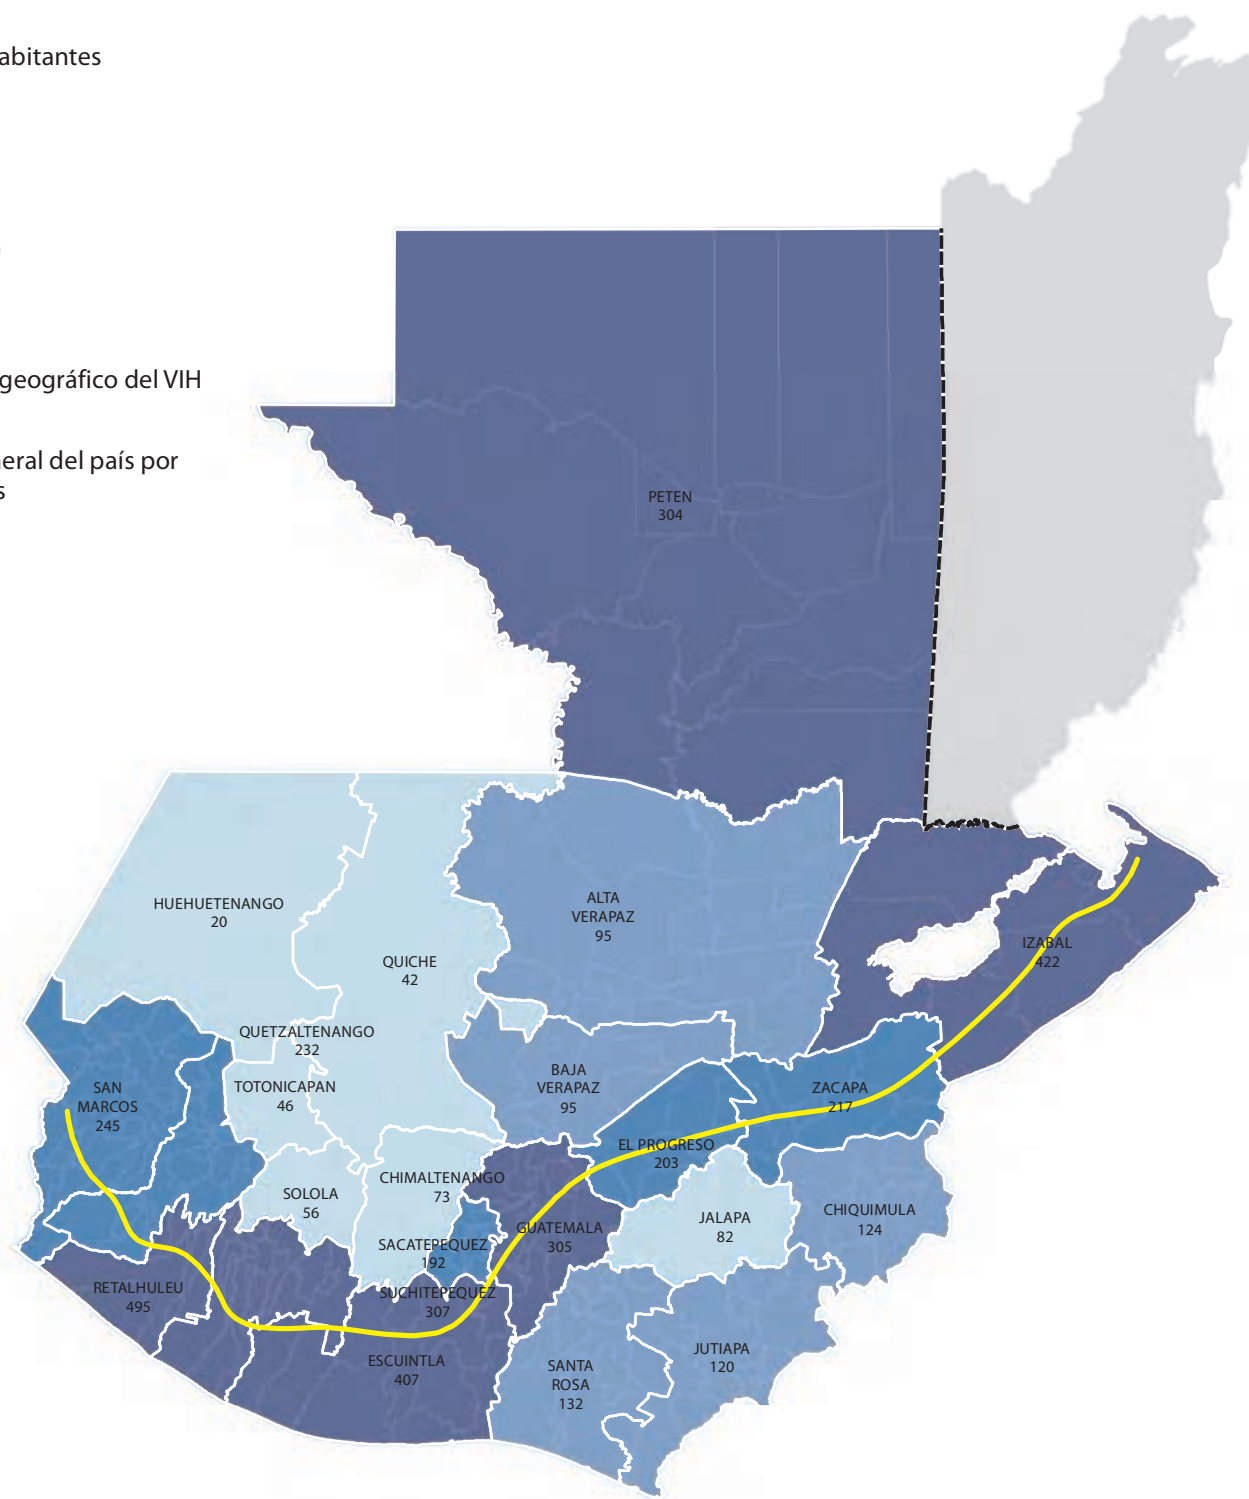 abitantes
geográfico del VIH
neral del país por
s
PETEN
304
HUEHUETENANGO
20
QUICHE
42
ALTA
VERAPAZ
95
IZABAL
422
QUETZALTENANGO
232
TOTONICAPAN
46
SAN
MARCOS
245
BAJA
VERAPAZ
95
ZACAPA
217
EL PROGRESO
203
CHIMALTENANGO
73
SOLOLA
56
GUATEMALA
305
JALAPA
82
CHIQUIMULA
124
SACATEPEQUEZ
192
RETALHULEU
495
SUCHITEPEQUEZ
307
ESCUINTLA
407
SANTA
ROSA
132
JUTIAPA
120